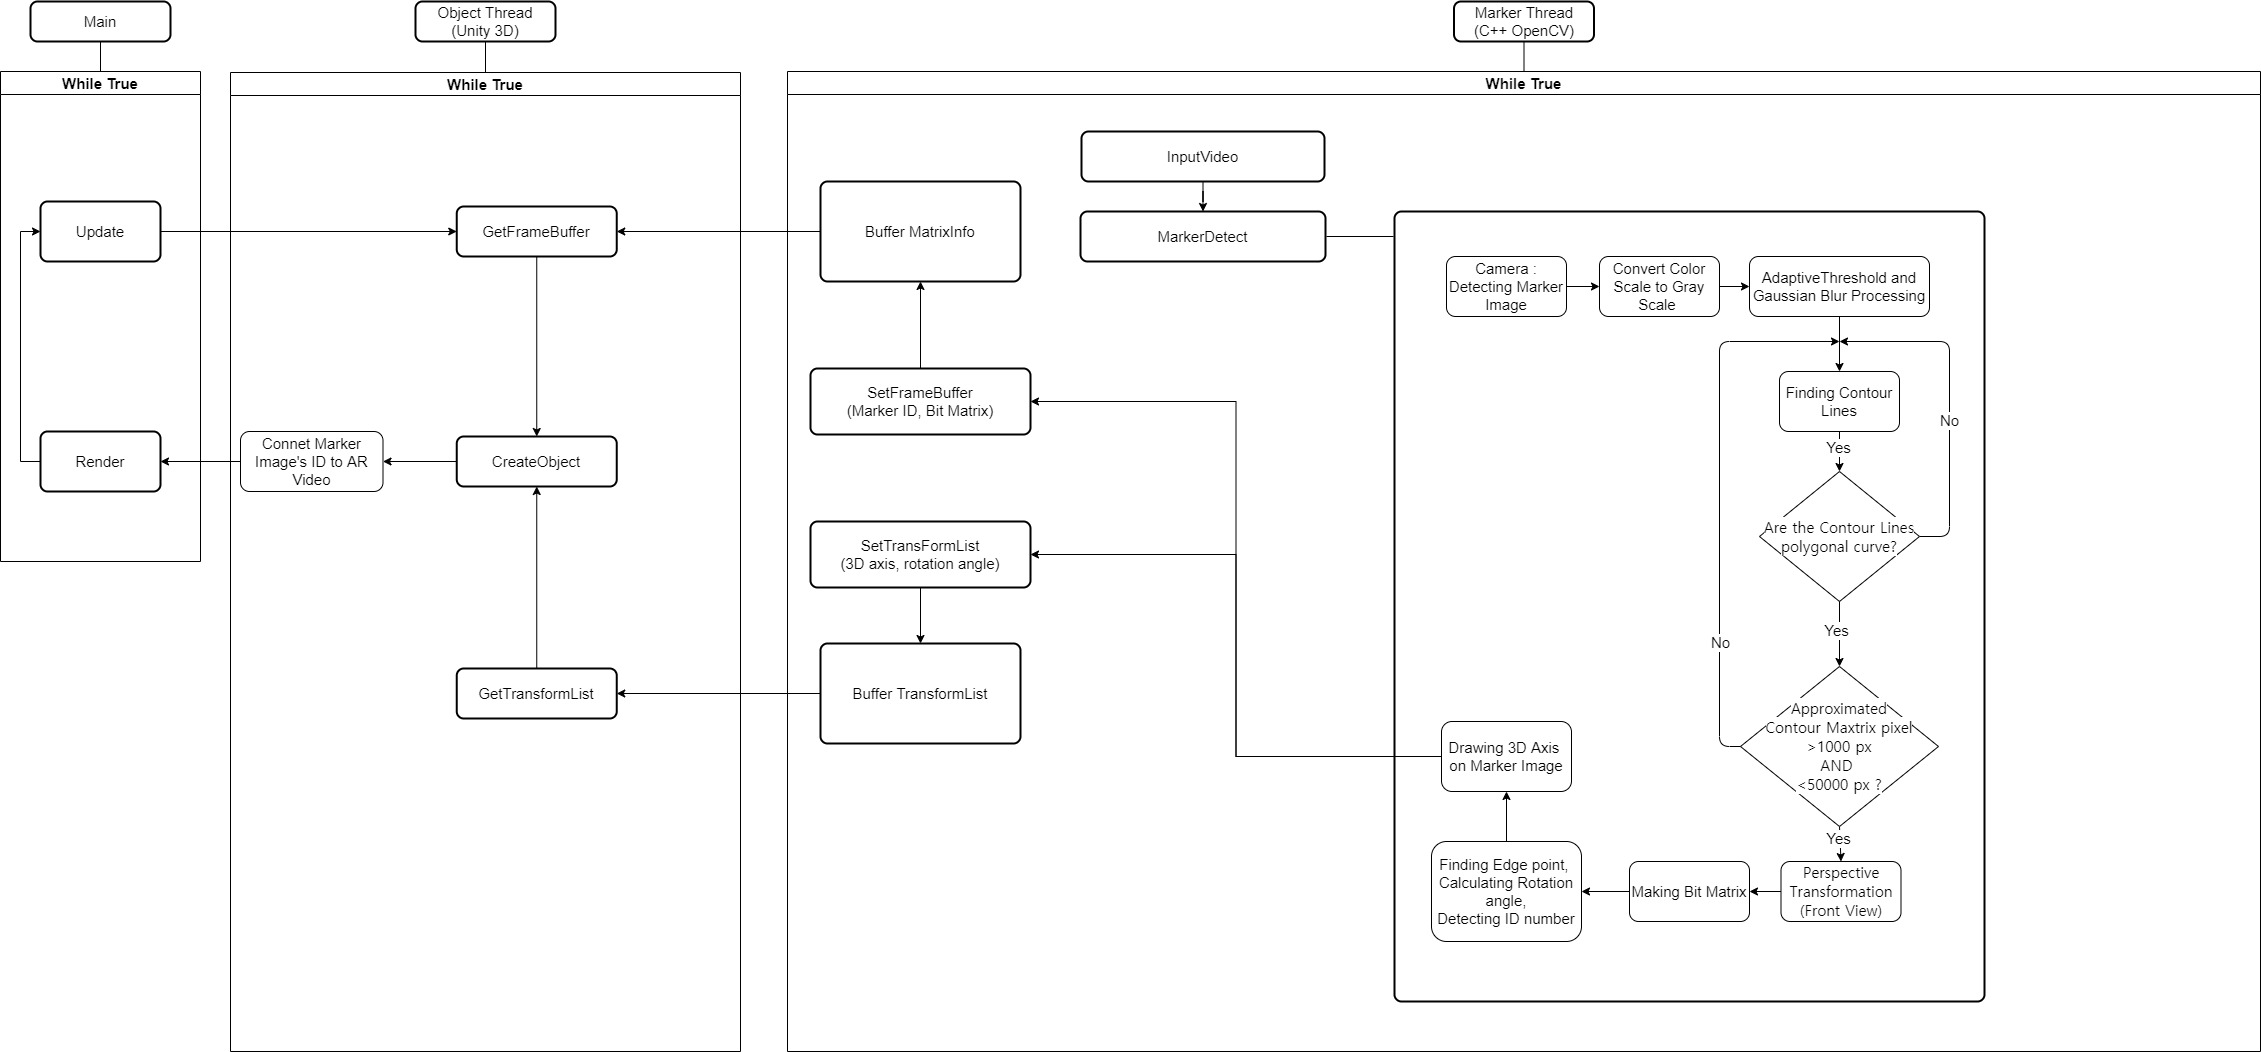 Main
Object Thread
(Unity 3D)
Marker Thread
(C++ OpenCV)
While True
While True
While True
Update
Render
GetFrameBuffer
CreateObject
Connet Marker
Image's ID to AR
Video
GetTransformList
InputVideo
MarkerDetect
Buffer MatrixInfo
SetFrameBuffer
(Marker ID, Bit Matrix)
SetTransFormList
(3D axis, rotation angle)
Buffer TransformList
Camera :
Detecting Marker
Image
Convert Color
Scale to Gray
Scale
AdaptiveThreshold and
Gaussian Blur Processing
Finding Contour
Lines
No
Yes
Are the Contour Lines
polygonal curve?
Yes
No
Approximated
Contour Maxtrix pixel
>1000 px
AND
<50000 px ?
Yes
Perspective
Transformation
(Front View)
Making Bit Matrix
Finding Edge point,
Calculating Rotation
angle,
Detecting ID number
Drawing 3D Axis
on Marker Image